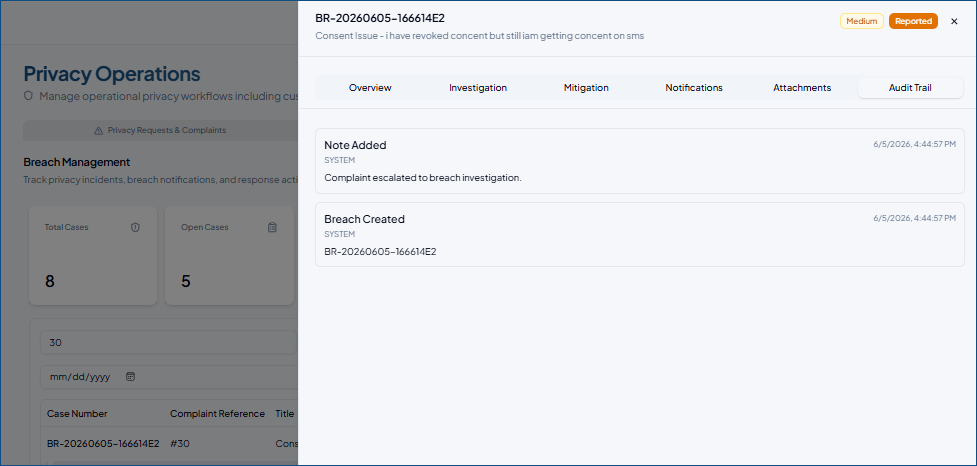 BR-20260605-166614E2
Medium
Reported
Consent Issue - i have revoked concent but still iam getting concent on sms
Overview
Investigation
Mitigation
Notifications
Attachments
Audit Trail
Note Added
6/5/2026, 4:44:57 PM
SYSTEM
Complaint escalated to breach investigation.
Breach Created
6/5/2026, 4:44:57 PM
SYSTEM
BR-20260605-166614E2
Privacy Operations
Manage operational privacy workflows including cus
Privacy Requests & Complaints
Breach Management
Track privacy incidents, breach notifications, and response acti
Total Cases
Open Cases
8
5
30
mm/dd/yyyy
Case Number
Complaint Reference
Title
BR-20260605-166614E2
#30
Cons